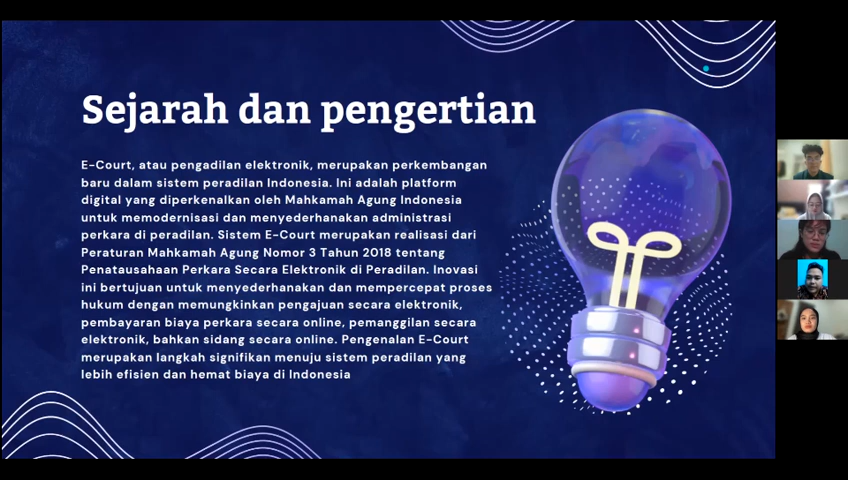 Sejarah dan pengertian
E-Court, atau pengadilan elektronik, merupakan perkembangan
baru dalam sistem peradilan Indonesia. Ini adalah platform
digital yang diperkenalkan oleh Mahkamah Agung Indonesia
untuk memodernisasi dan menyederhanakan administrasi
perkara di peradilan. Sistem E-Court merupakan realisasi dari
Peraturan Mahkamah Agung Nomor 3 Tahun 2018 tentang
Penatausahaan Perkara Secara Elektronik di Peradilan. Inovasi
ini bertujuan untuk menyederhanakan dan mempercepat proses
hukum dengan memungkinkan pengajuan secara elektronik,
pembayaran biaya perkara secara online, pemanggilan secara
elektronik, bahkan sidang secara online. Pengenalan E-Court
merupakan langkah signifikan menuju sistem peradilan yang
lebih efisien dan hemat biaya di Indonesia